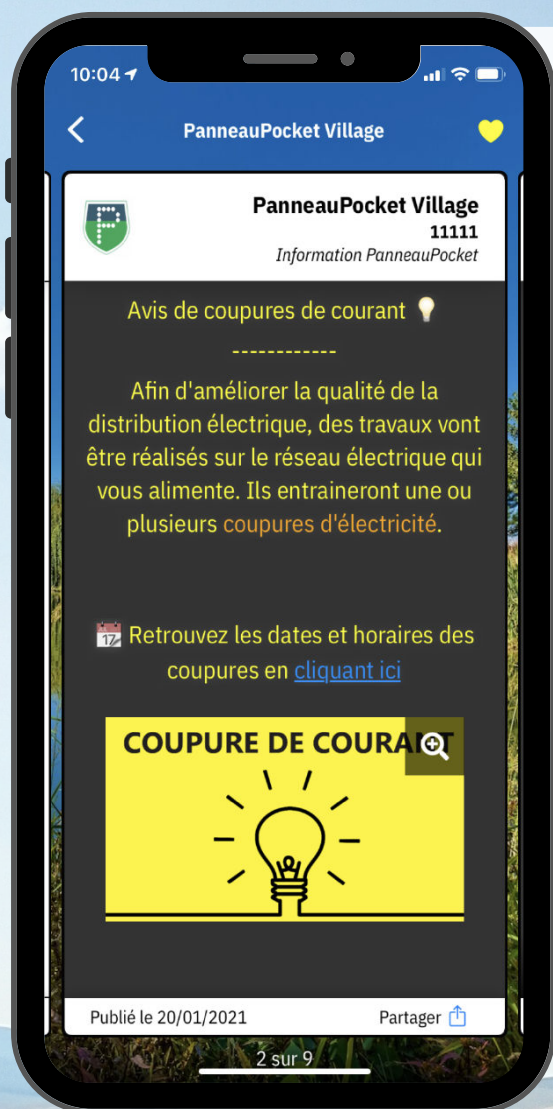 10:04
PanneauPocket Village
PanneauPocket Village
11111
Information PanneauPocket
Avis de coupures de courant 💡
------------
Afin d'améliorer la qualité de la
distribution électrique, des travaux vont
être réalisés sur le réseau électrique qui
vous alimente. Ils entraineront une ou
plusieurs coupures d'électricité.
📅 Retrouvez les dates et horaires des
coupures en cliquant ici
COUPURE DE COURANT
Publié le 20/01/2021
Partager
2 sur 9